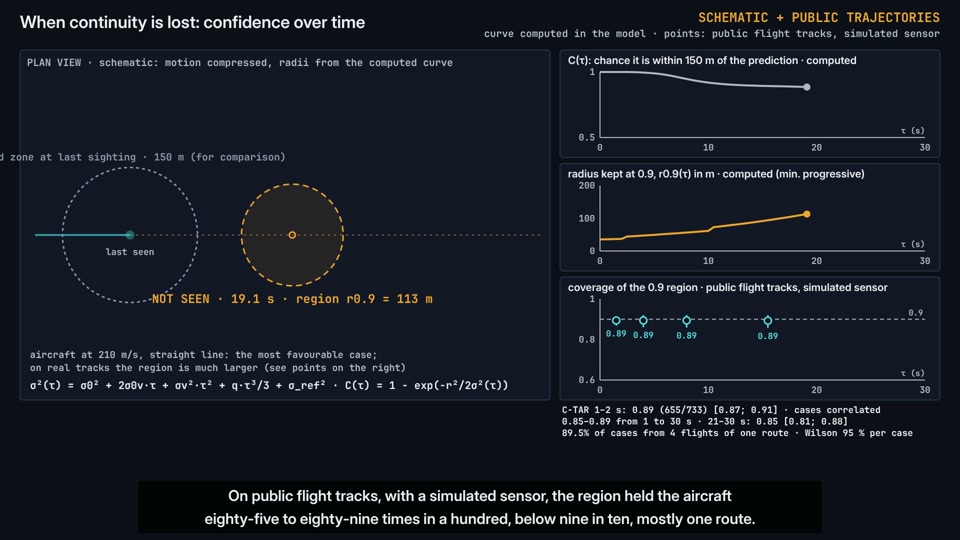 When continuity is lost: confidence over time
SCHEMATIC + PUBLIC TRAJECTORIES
curve computed in the model · points: public flight tracks, simulated sensor
PLAN VIEW · schematic: motion compressed, radii from the computed curve
d zone at last sighting · 150 m (for comparison)
last seen
NOT SEEN · 19.1 s · region r0.9 = 113 m
aircraft at 210 m/s, straight line: the most favourable case;
on real tracks the region is much larger (see points on the right)
σ²(τ) = σ0² + 2σ0v·τ + σv²·τ² + q·τ³/3 + σ_ref² · C(τ) = 1 - exp(-r²/2σ²(τ))
C(τ): chance it is within 150 m of the prediction · computed
1
0.5
τ (s)
0 10 20 30
radius kept at 0.9, r0.9(τ) in m · computed (min. progressive)
200
100
0
τ (s)
0 10 20 30
coverage of the 0.9 region · public flight tracks, simulated sensor
1
0.9
0.89 0.89 0.89 0.89
0.8
0.6
τ (s)
0 10 20 30
C-TAR 1-2 s: 0.89 (655/733) [0.87; 0.91] · cases correlated
0.85-0.89 from 1 to 30 s · 21-30 s: 0.85 [0.81; 0.88]
89.5% of cases from 4 flights of one route · Wilson 95 % per case
On public flight tracks, with a simulated sensor, the region held the aircraft
eighty-five to eighty-nine times in a hundred, below nine in ten, mostly one route.